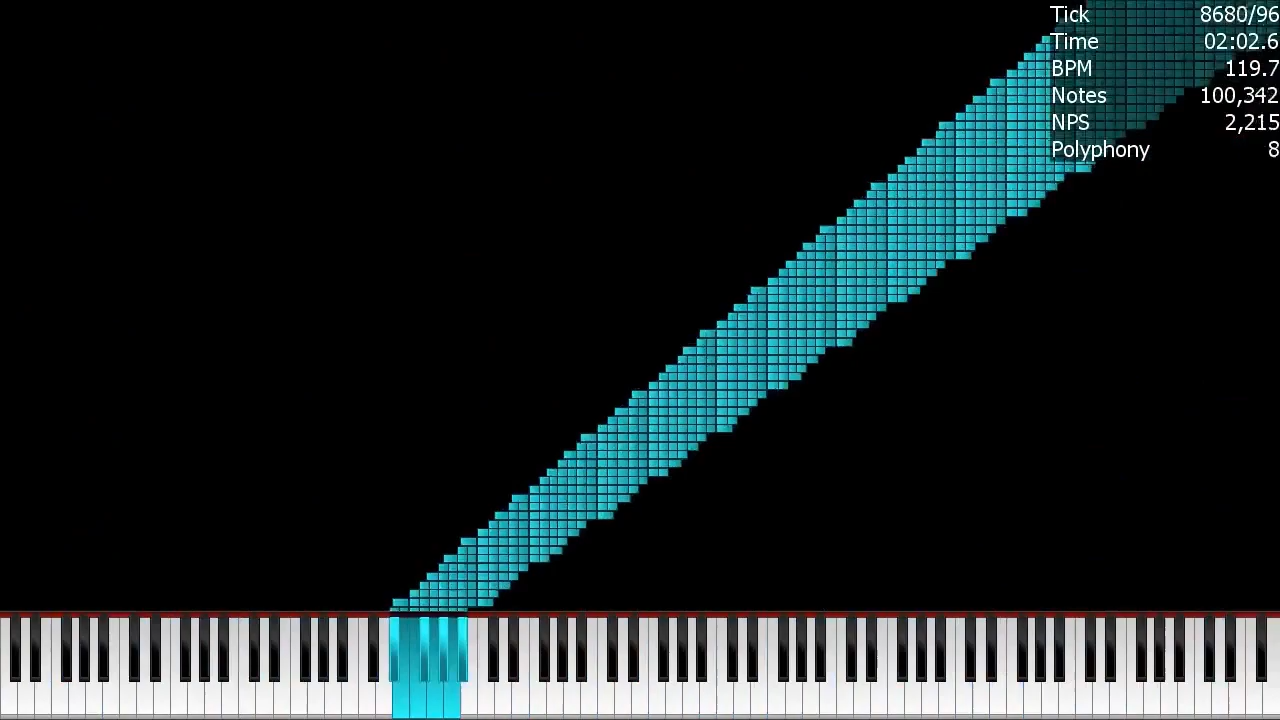 Tick 8680/96
Time 02:02.6
BPM 119.7
Notes 100,342
NPS 2,215
Polyphony 8